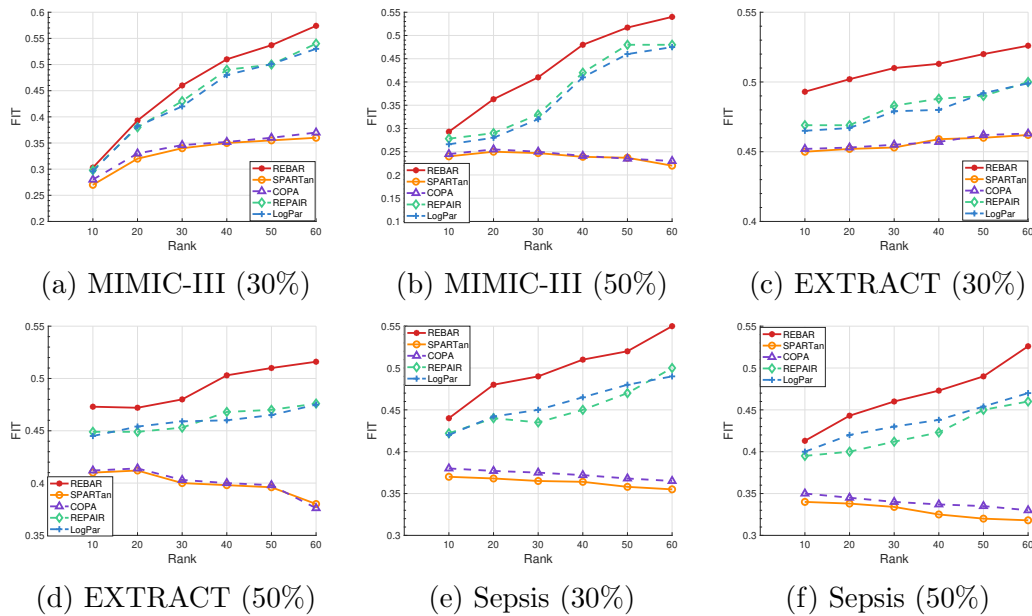 0.6
0.55
0.5
0.45
0.4
0.35
0.3
0.25
0.2
FIT
10 20 30 40 50 60
Rank
REBAR
SPARTan
COPA
REPAIR
LogPar
(a) MIMIC-III (30%)
0.55
0.5
0.45
0.4
0.35
0.3
0.25
0.2
0.15
0.1
FIT
10 20 30 40 50 60
Rank
REBAR
SPARTan
COPA
REPAIR
LogPar
(b) MIMIC-III (50%)
0.55
0.5
0.45
0.4
FIT
10 20 30 40 50 60
Rank
REBAR
SPARTan
COPA
REPAIR
LogPar
(c) EXTRACT (30%)
0.55
0.5
0.45
0.4
0.35
FIT
10 20 30 40 50 60
Rank
REBAR
SPARTan
COPA
REPAIR
LogPar
(d) EXTRACT (50%)
0.55
0.5
0.45
0.4
0.35
0.3
FIT
10 20 30 40 50 60
Rank
REBAR
SPARTan
COPA
REPAIR
LogPar
(e) Sepsis (30%)
0.55
0.5
0.45
0.4
0.35
0.3
FIT
10 20 30 40 50 60
Rank
REBAR
SPARTan
COPA
REPAIR
LogPar
(f) Sepsis (50%)